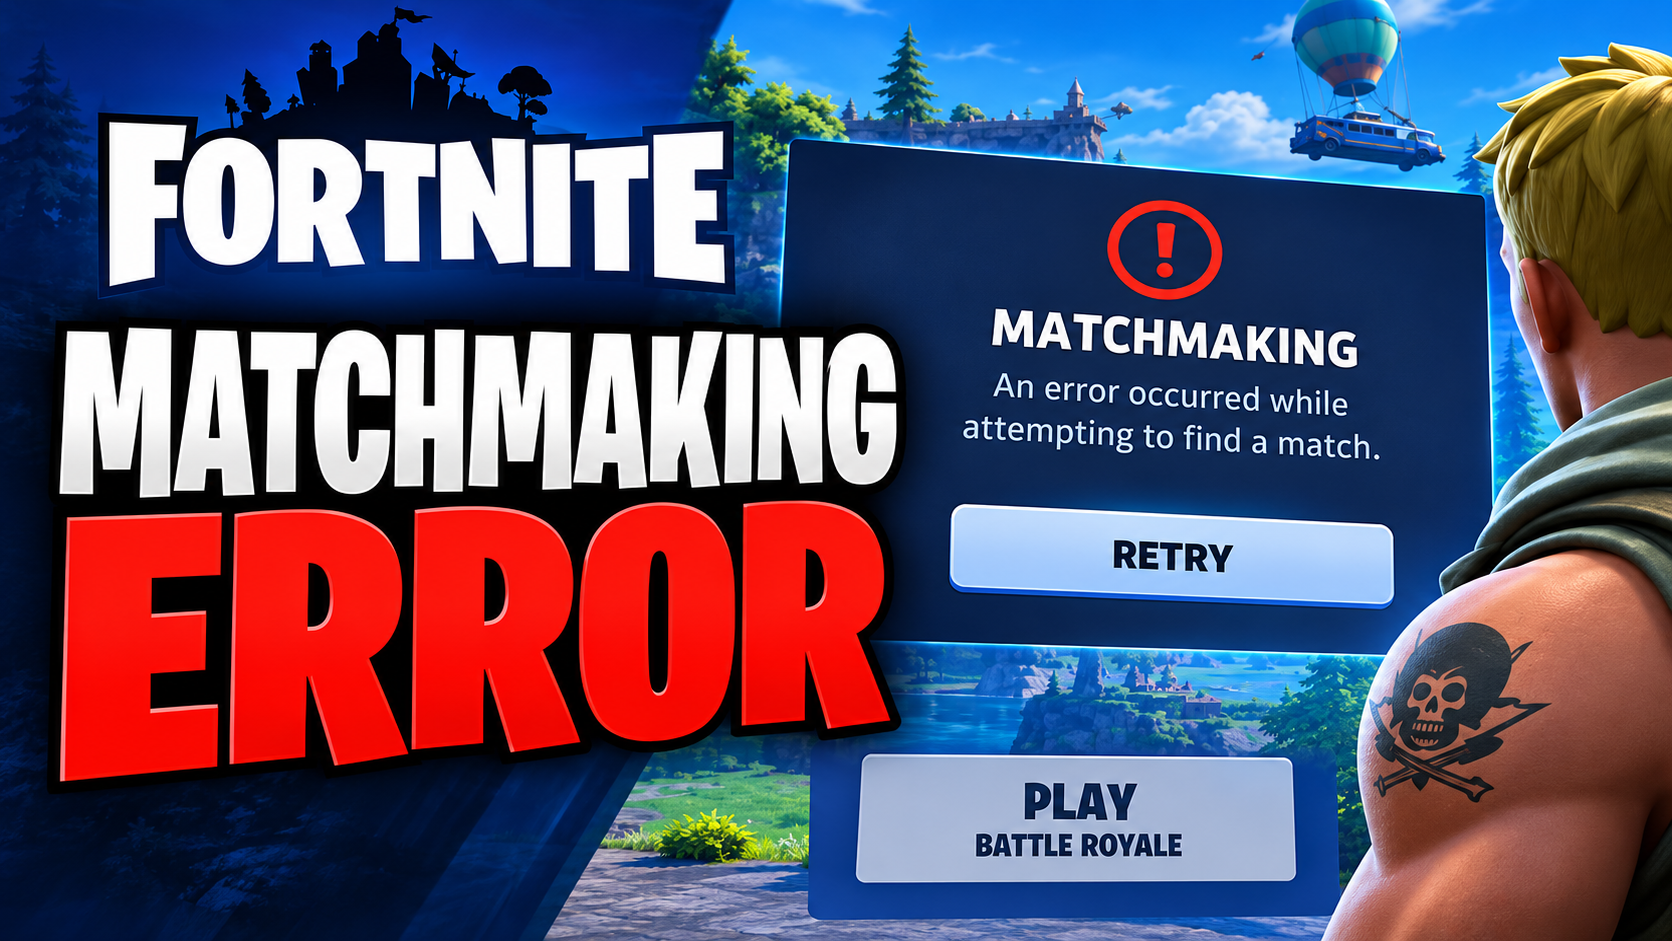 FORTNITE
MATCHMAKING
ERROR
!
MATCHMAKING
An error occurred while
attempting to find a match.
RETRY
PLAY
BATTLE ROYALE